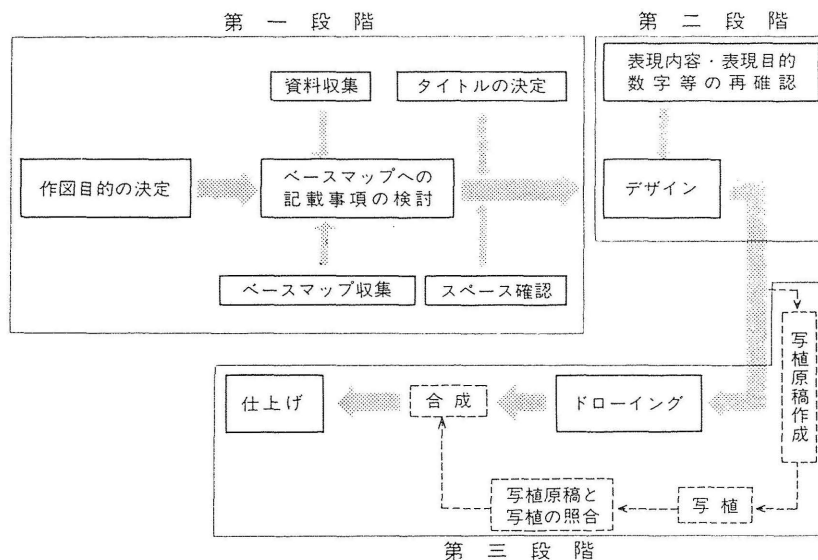 第一段階
第二段階
資料収集
タイトルの決定
表現内容・表現目的
数字等の再確認
作図目的の決定
ベースマップへの
記載事項の検討
デザイン
ベースマップ収集
スペース確認
写植原稿作成
仕上げ
合成
ドローイング
写植原稿と
写植の照合
写植
第三段階